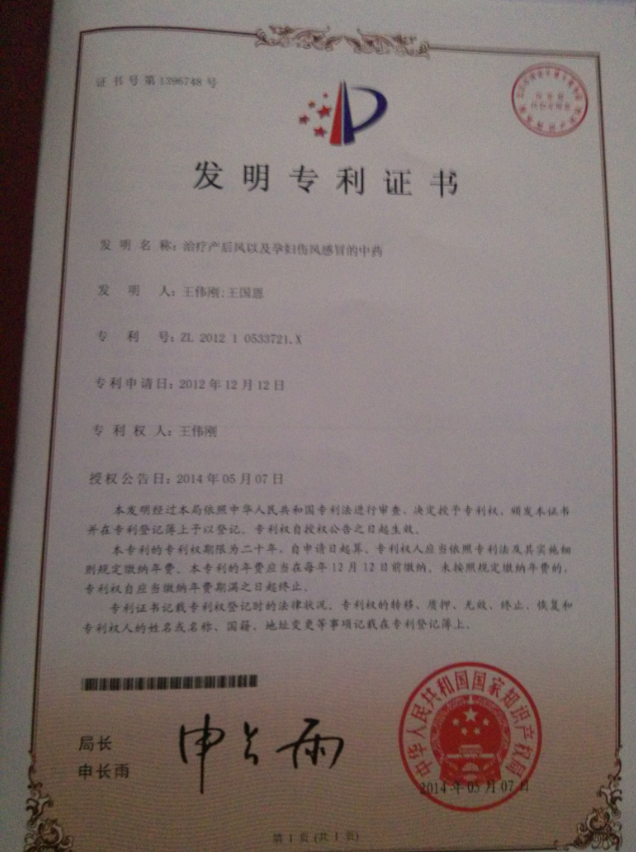 证书号第1396748号
发明专利证书
发明名称：治疗产后风以及孕妇伤风感冒的中药
发明人：王伟刚;王国恩
专利号：ZL 2012 1 0533721.X
专利申请日：2012年12月12日
专利权人：王伟刚
授权公告日：2014年05月07日
本发明经过本局依照中华人民共和国专利法进行审查，决定授予专利权，颁发本证书
并在专利登记簿上予以登记。专利权自授权公告之日起生效。
本专利的专利权期限为二十年，自申请日起算。专利权人应当依照专利法及其实施细
则规定缴纳年费。本专利的年费应当在每年12月12日前缴纳。未按照规定缴纳年费的，
专利权自应当缴纳年费期满之日起终止。
专利证书记载专利权登记时的法律状况。专利权的转移、质押、无效、终止、恢复和
专利权人的姓名或名称、国籍、地址变更等事项记载在专利登记簿上。
局长
申长雨
申长雨
中华人民共和国国家知识产权局
2014年05月07日
第1页(共1页)